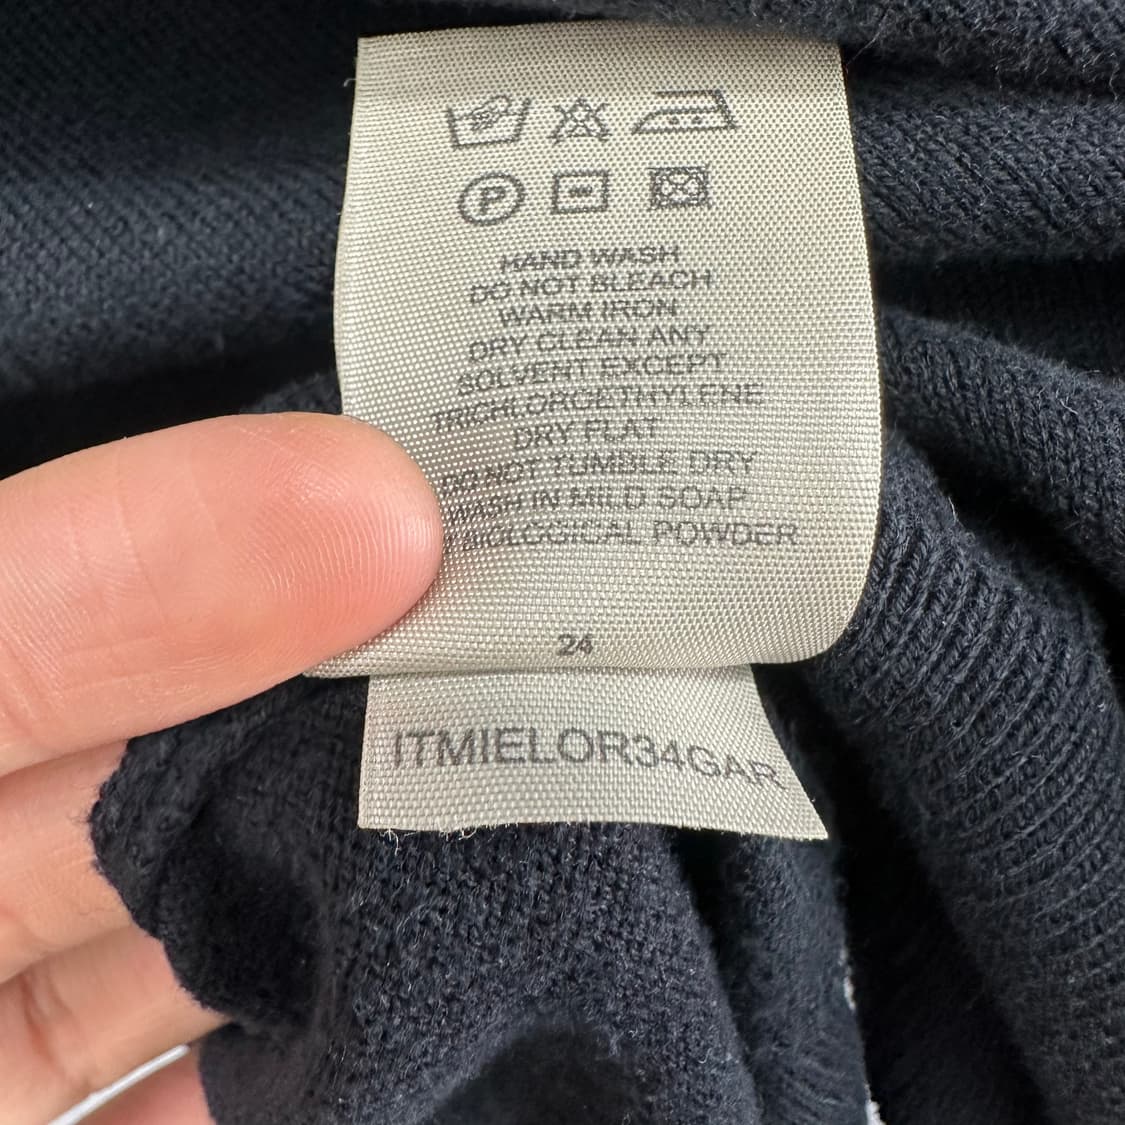 P
HAND WASH
DO NOT BLEACH
WARM IRON
DRY CLEAN ANY
SOLVENT EXCEPT
TRICHLOROETHYLENE
DRY FLAT
DO NOT TUMBLE DRY
WASH IN MILD SOAP
BIOLOGICAL POWDER
24
ITMIELOR34GAR